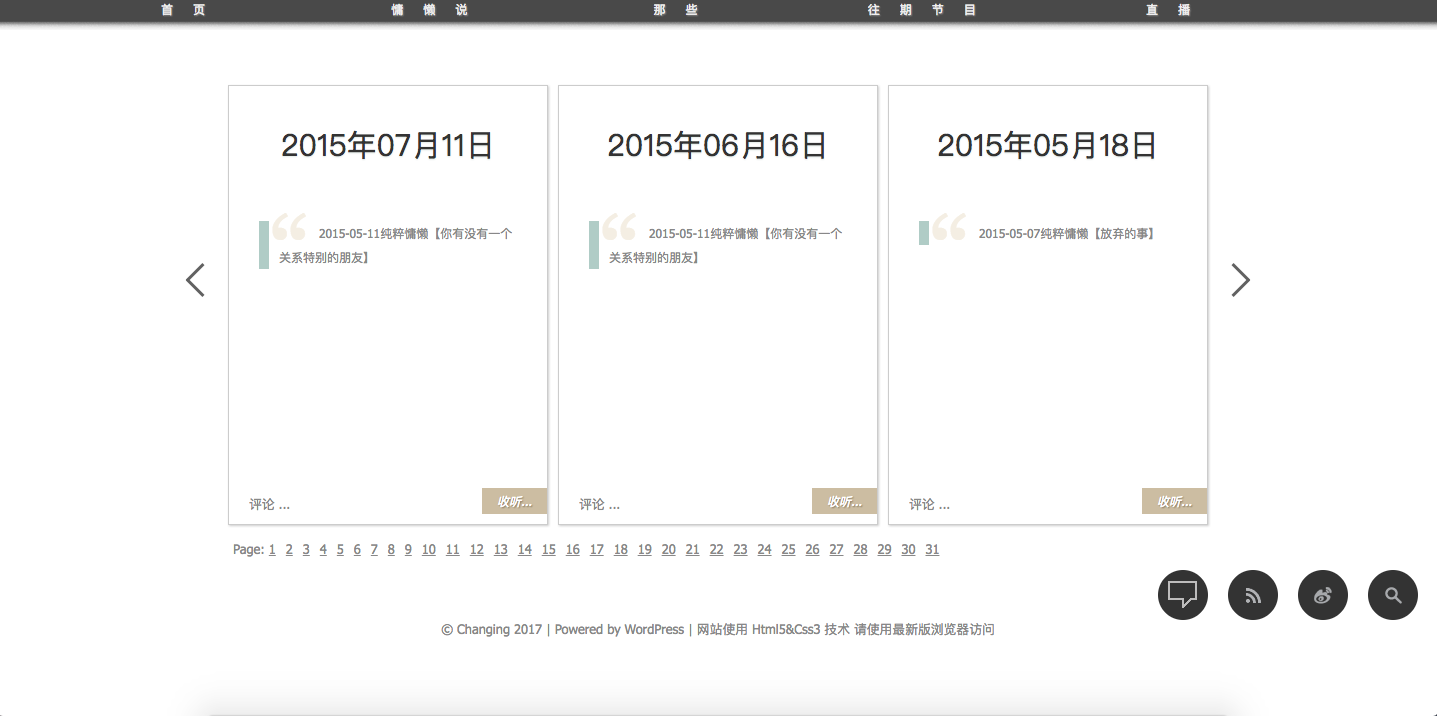 首页 慵懒说 那些 往期节目 直播
2015年07月11日
2015-05-11纯粹慵懒【你有没有一个
关系特别的朋友】
评论 ...
收听...
2015年06月16日
2015-05-11纯粹慵懒【你有没有一个
关系特别的朋友】
评论 ...
收听...
2015年05月18日
2015-05-07纯粹慵懒【放弃的事】
评论 ...
收听...
Page: 1 2 3 4 5 6 7 8 9 10 11 12 13 14 15 16 17 18 19 20 21 22 23 24 25 26 27 28 29 30 31
© Changing 2017 | Powered by WordPress | 网站使用 Html5&Css3 技术 请使用最新版浏览器访问